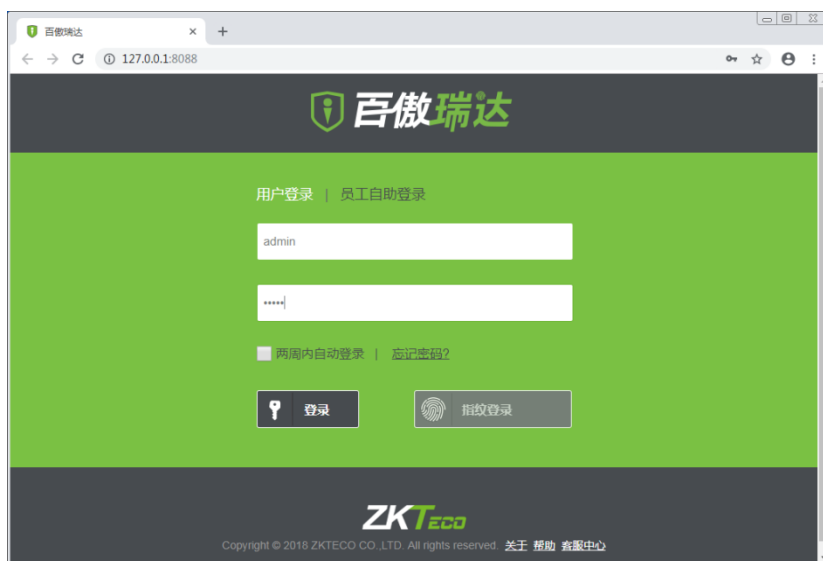 百傲瑞达
127.0.0.1:8088
百傲瑞达
用户登录 | 员工自助登录
admin
•••••
两周内自动登录 | 忘记密码?
登录 指纹登录
ZKTECO
Copyright © 2018 ZKTECO CO.,LTD. All rights reserved. 关于 帮助 客服中心